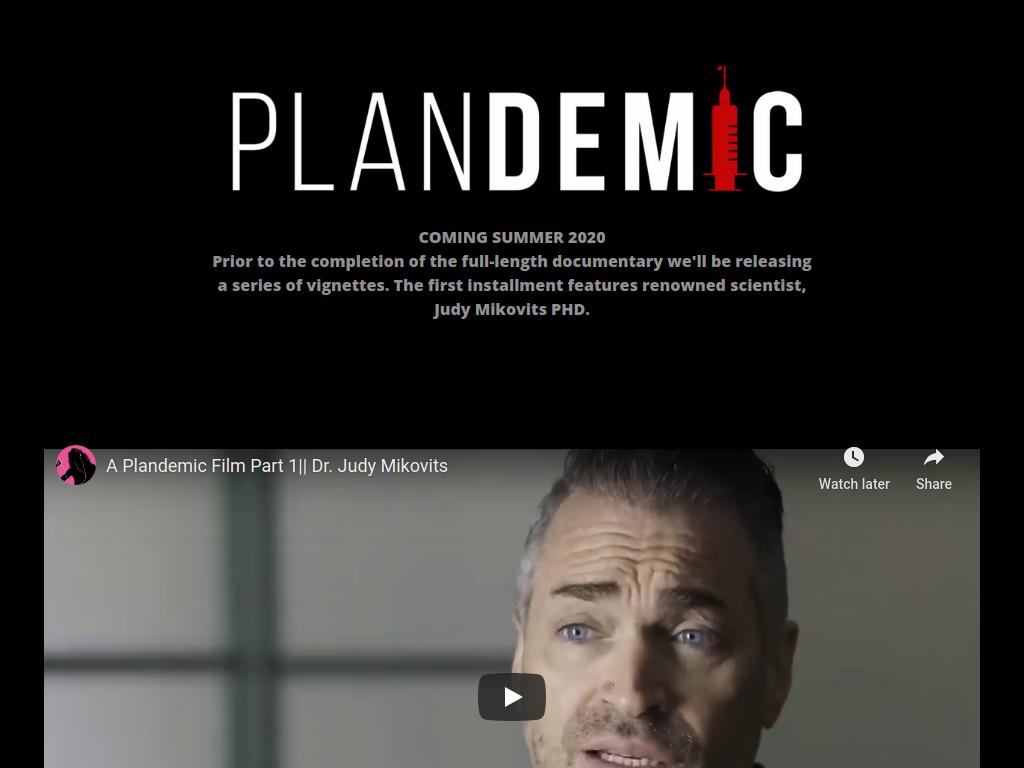 PLANDEMIC
COMING SUMMER 2020
Prior to the completion of the full-length documentary we'll be releasing
a series of vignettes. The first installment features renowned scientist,
Judy Mikovits PHD.
A Plandemic Film Part 1|| Dr. Judy Mikovits
Watch later
Share